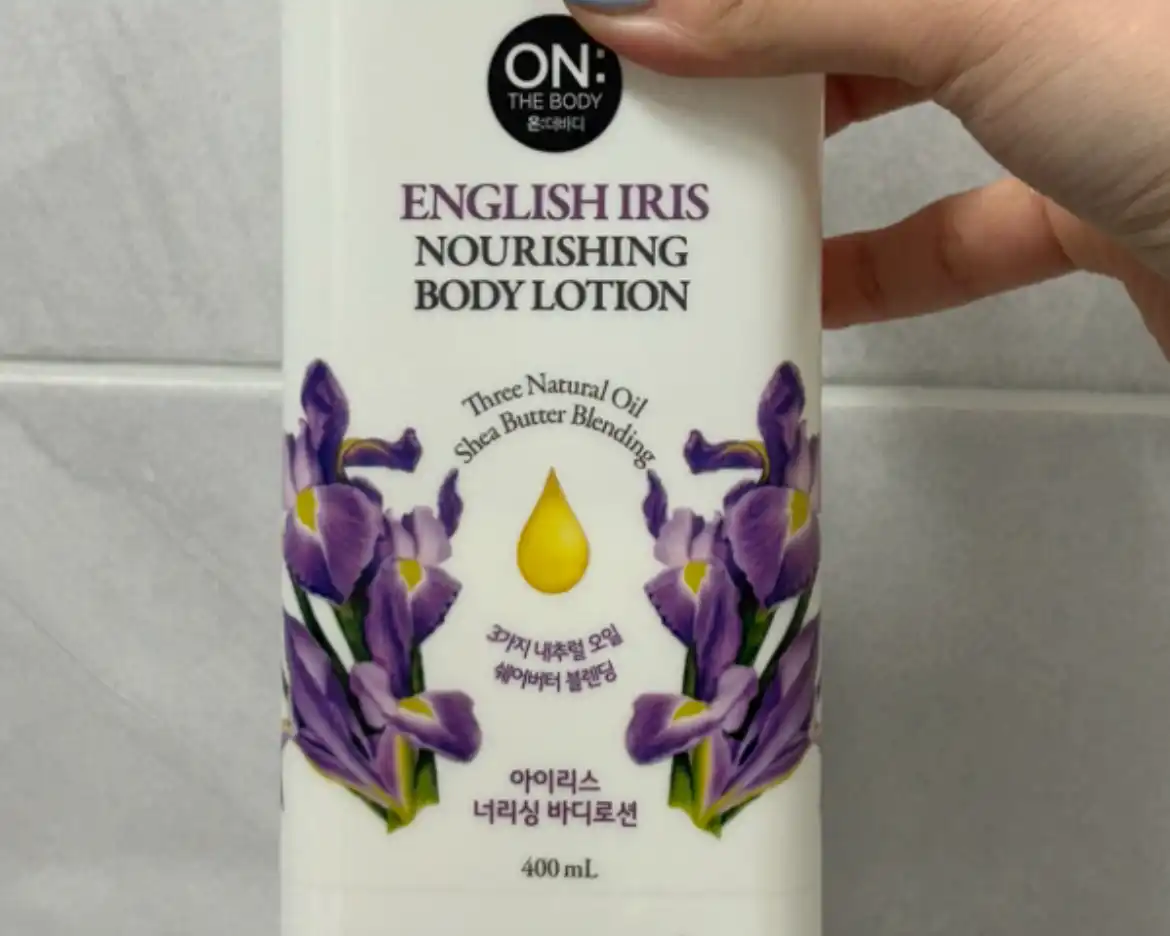 ON:
THE BODY
온:더바디
ENGLISH IRIS
NOURISHING
BODY LOTION
Three Natural Oil
Shea Butter Blending
3가지 내추럴 오일
쉐어버터 블렌딩
아이리스
너리싱 바디로션
400 mL